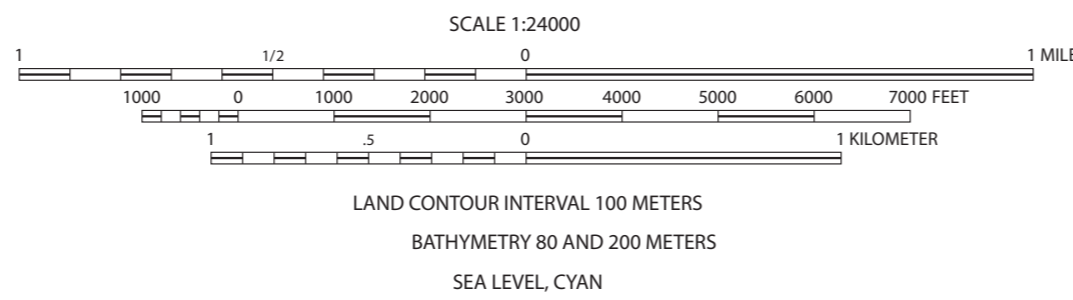 SCALE 1:24000
1 1/2 0 1 MILE
1000 0 1000 2000 3000 4000 5000 6000 7000 FEET
1 .5 0 1 KILOMETER
LAND CONTOUR INTERVAL 100 METERS
BATHYMETRY 80 AND 200 METERS
SEA LEVEL, CYAN